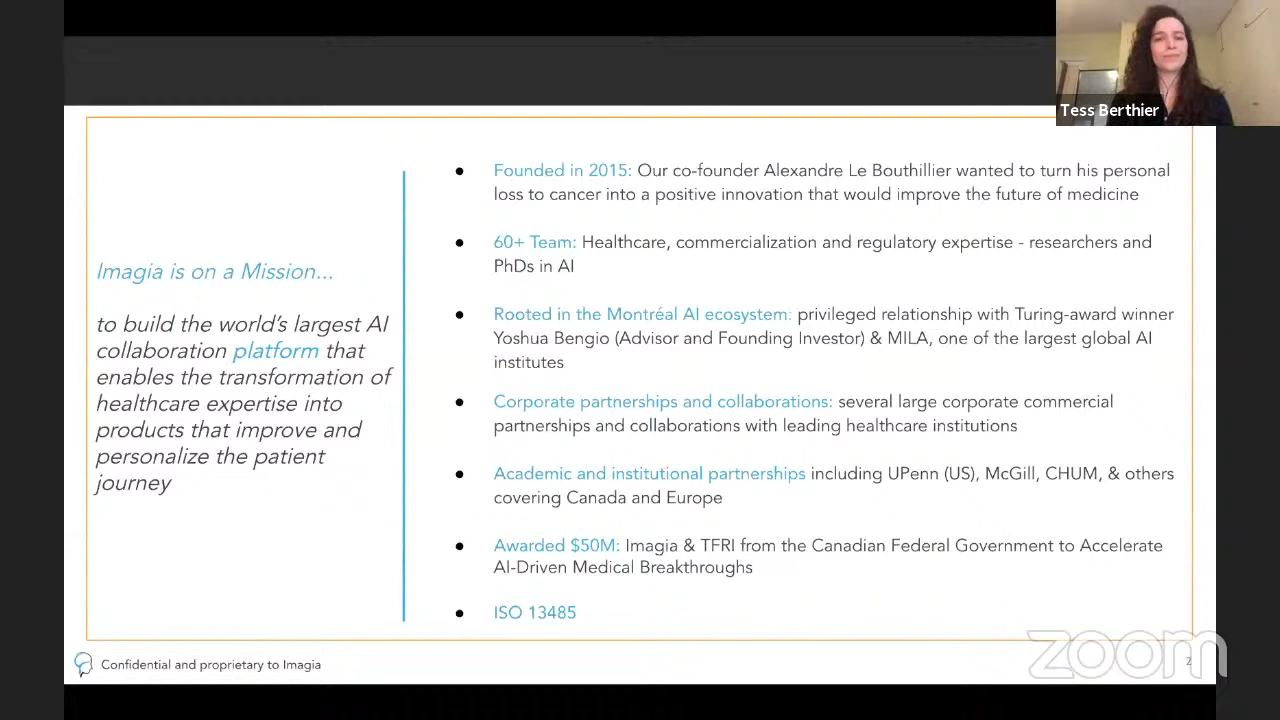 Tess Berthier
Imagia is on a Mission...
to build the world's largest AI
collaboration platform that
enables the transformation of
healthcare expertise into
products that improve and
personalize the patient
journey
● Founded in 2015: Our co-founder Alexandre Le Bouthillier wanted to turn his personal
loss to cancer into a positive innovation that would improve the future of medicine
● 60+ Team: Healthcare, commercialization and regulatory expertise - researchers and
PhDs in AI
● Rooted in the Montréal AI ecosystem: privileged relationship with Turing-award winner
Yoshua Bengio (Advisor and Founding Investor) & MILA, one of the largest global AI
institutes
● Corporate partnerships and collaborations: several large corporate commercial
partnerships and collaborations with leading healthcare institutions
● Academic and institutional partnerships including UPenn (US), McGill, CHUM, & others
covering Canada and Europe
● Awarded $50M: Imagia & TFRI from the Canadian Federal Government to Accelerate
AI-Driven Medical Breakthroughs
● ISO 13485
Confidential and proprietary to Imagia
zoom
2